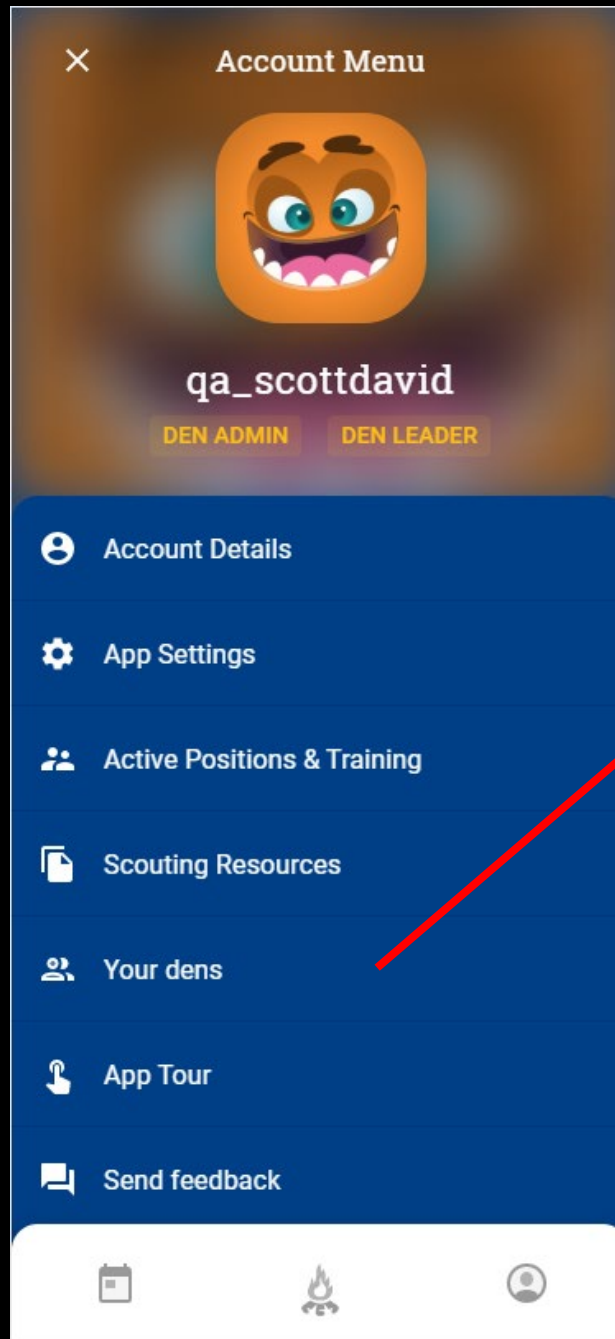 Account Menu
qa_scottdavid
DEN ADMIN DEN LEADER
Account Details
App Settings
Active Positions & Training
Scouting Resources
Your dens
App Tour
Send feedback